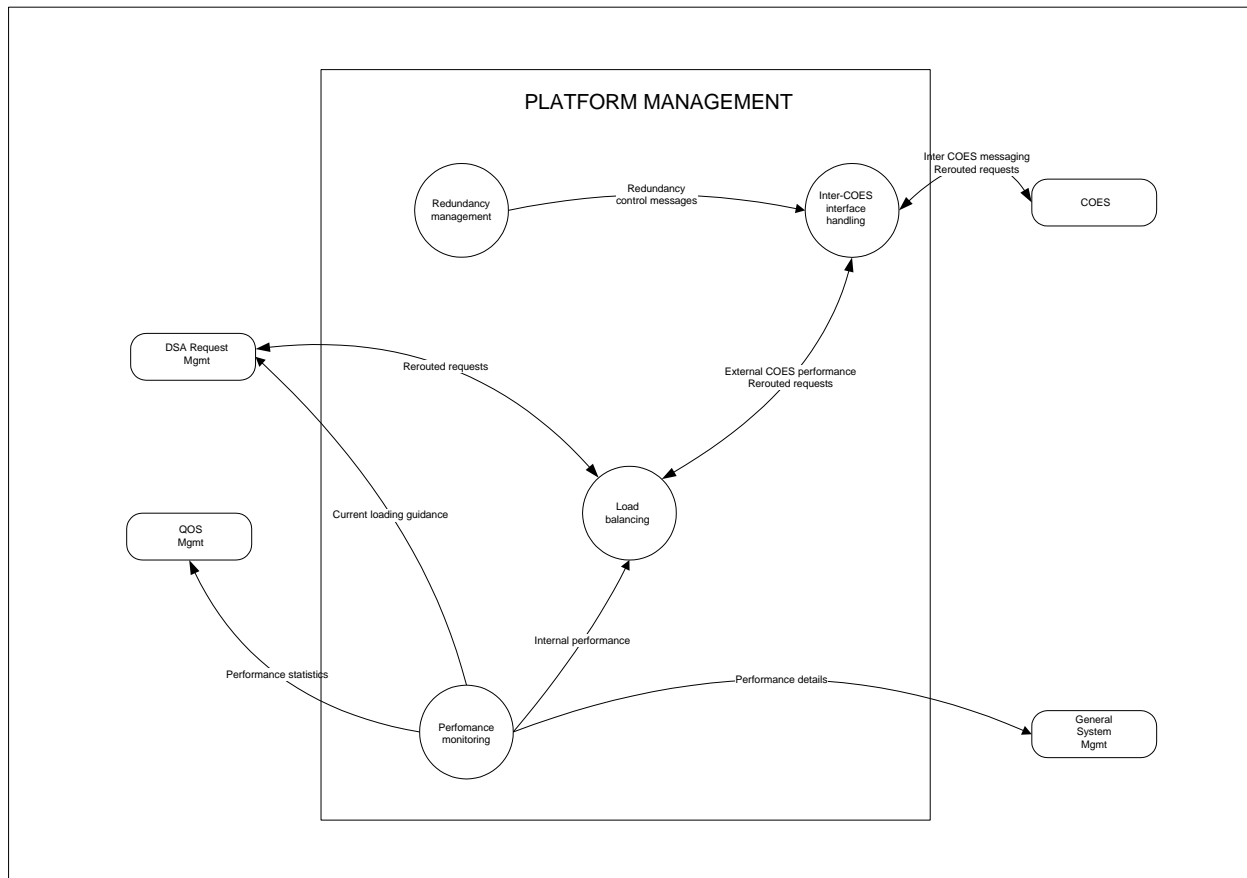 PLATFORM MANAGEMENT
Redundancy
management
Redundancy
control messages
Inter-COES
interface
handling
Inter COES messaging
Rerouted requests
COES
DSA Request
Mgmt
Rerouted requests
External COES performance
Rerouted requests
Current loading guidance
Load
balancing
QOS
Mgmt
Internal performance
Performance statistics
Performance details
Perfomance
monitoring
General
System
Mgmt